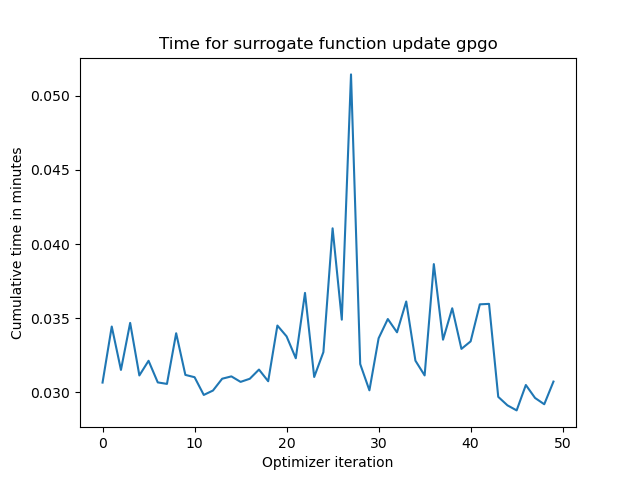 Time for surrogate function update gpgo
Cumulative time in minutes
0.050
0.045
0.040
0.035
0.030
0 10 20 30 40 50
Optimizer iteration